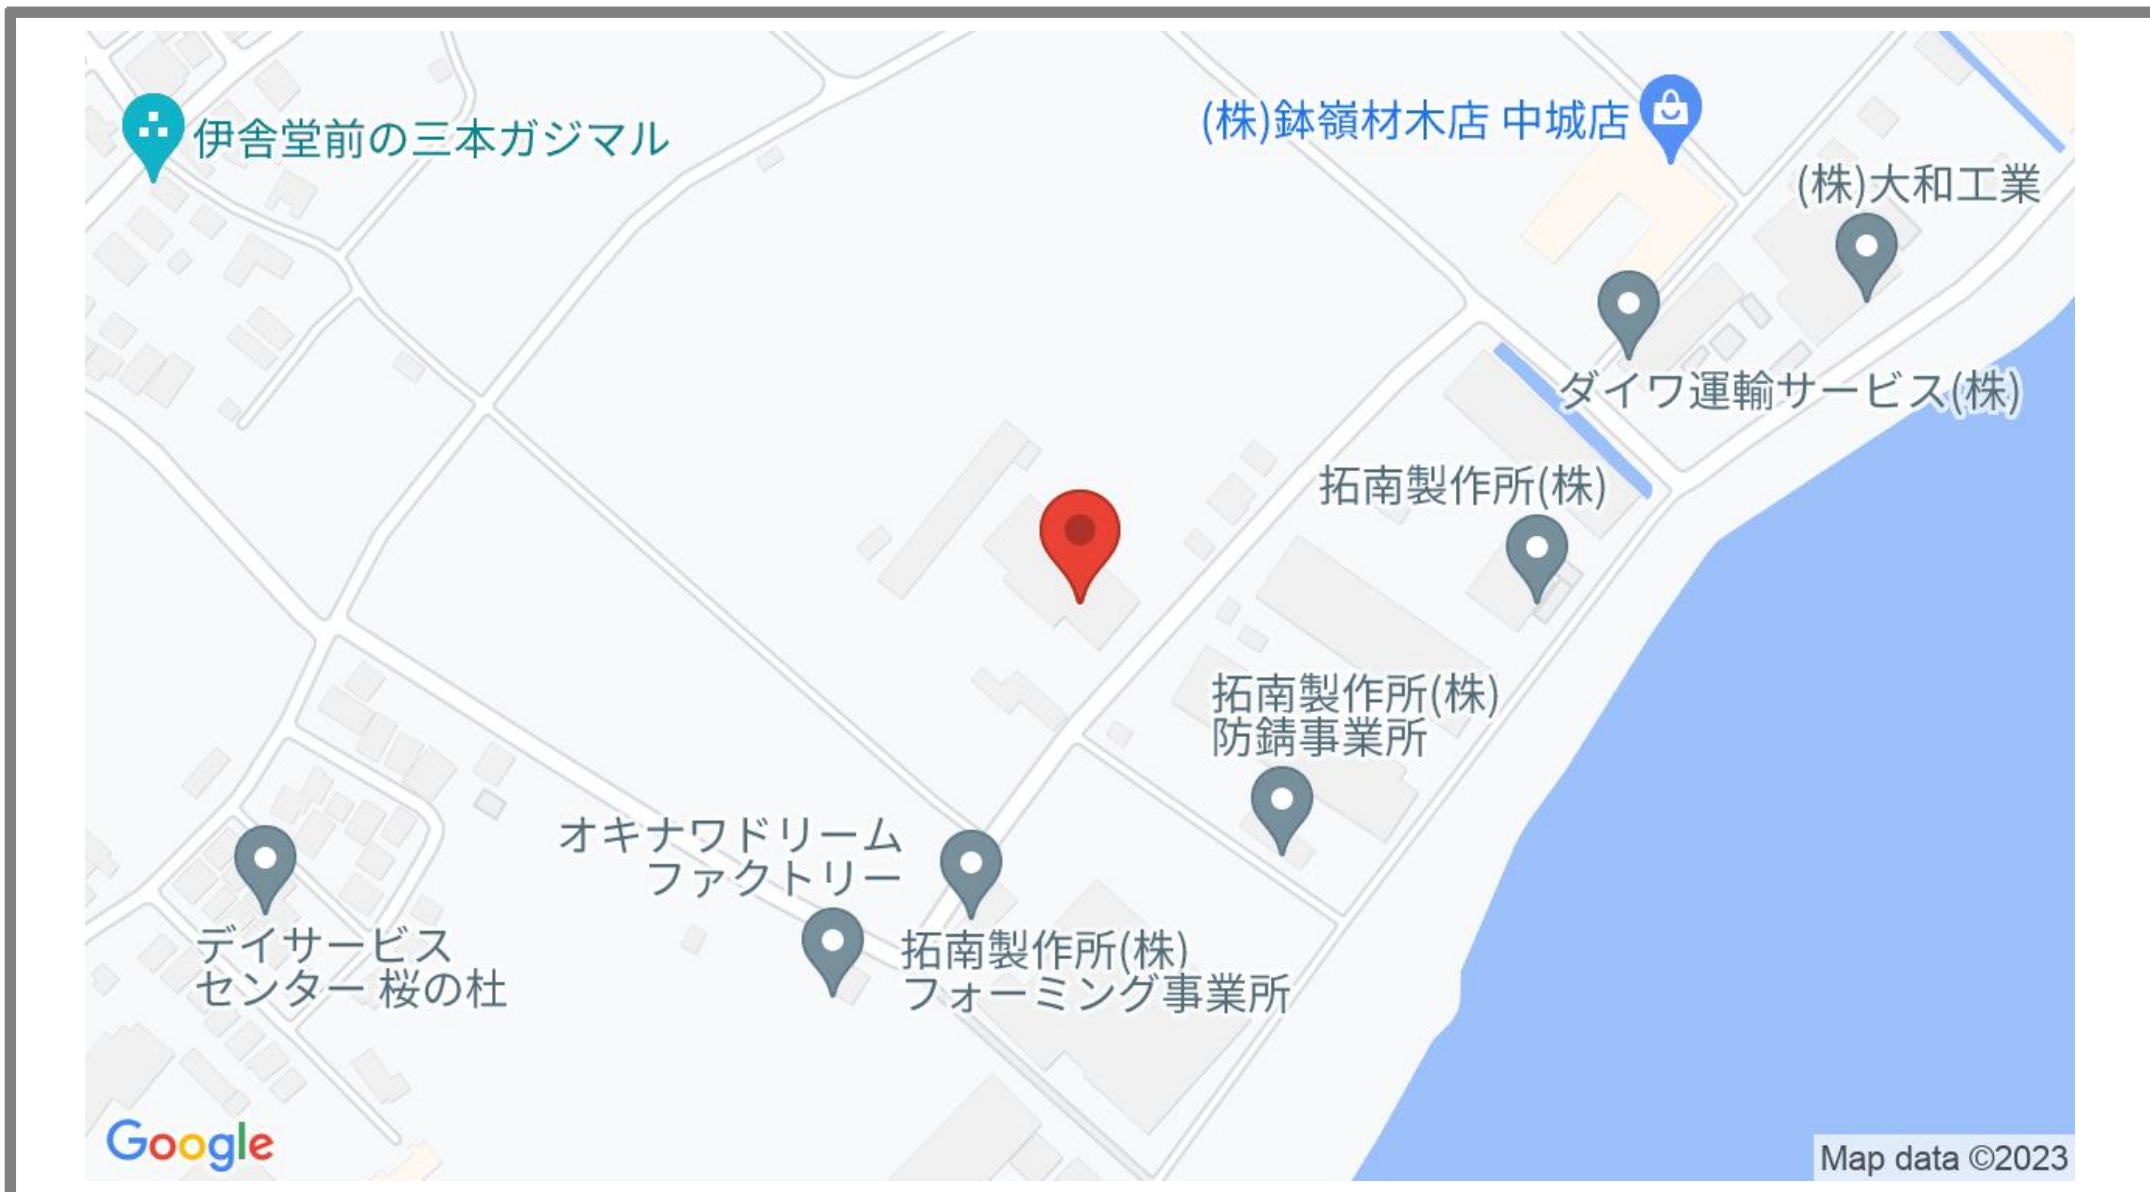 (株)鉢嶺材木店 中城店
伊舎堂前の三本ガジマル
(株)大和工業
ダイワ運輸サービス(株)
拓南製作所(株)
拓南製作所(株)
防錆事業所
オキナワドリーム
ファクトリー
拓南製作所(株)
フォーミング事業所
デイサービス
センター 桜の杜
Google
Map data ©2023